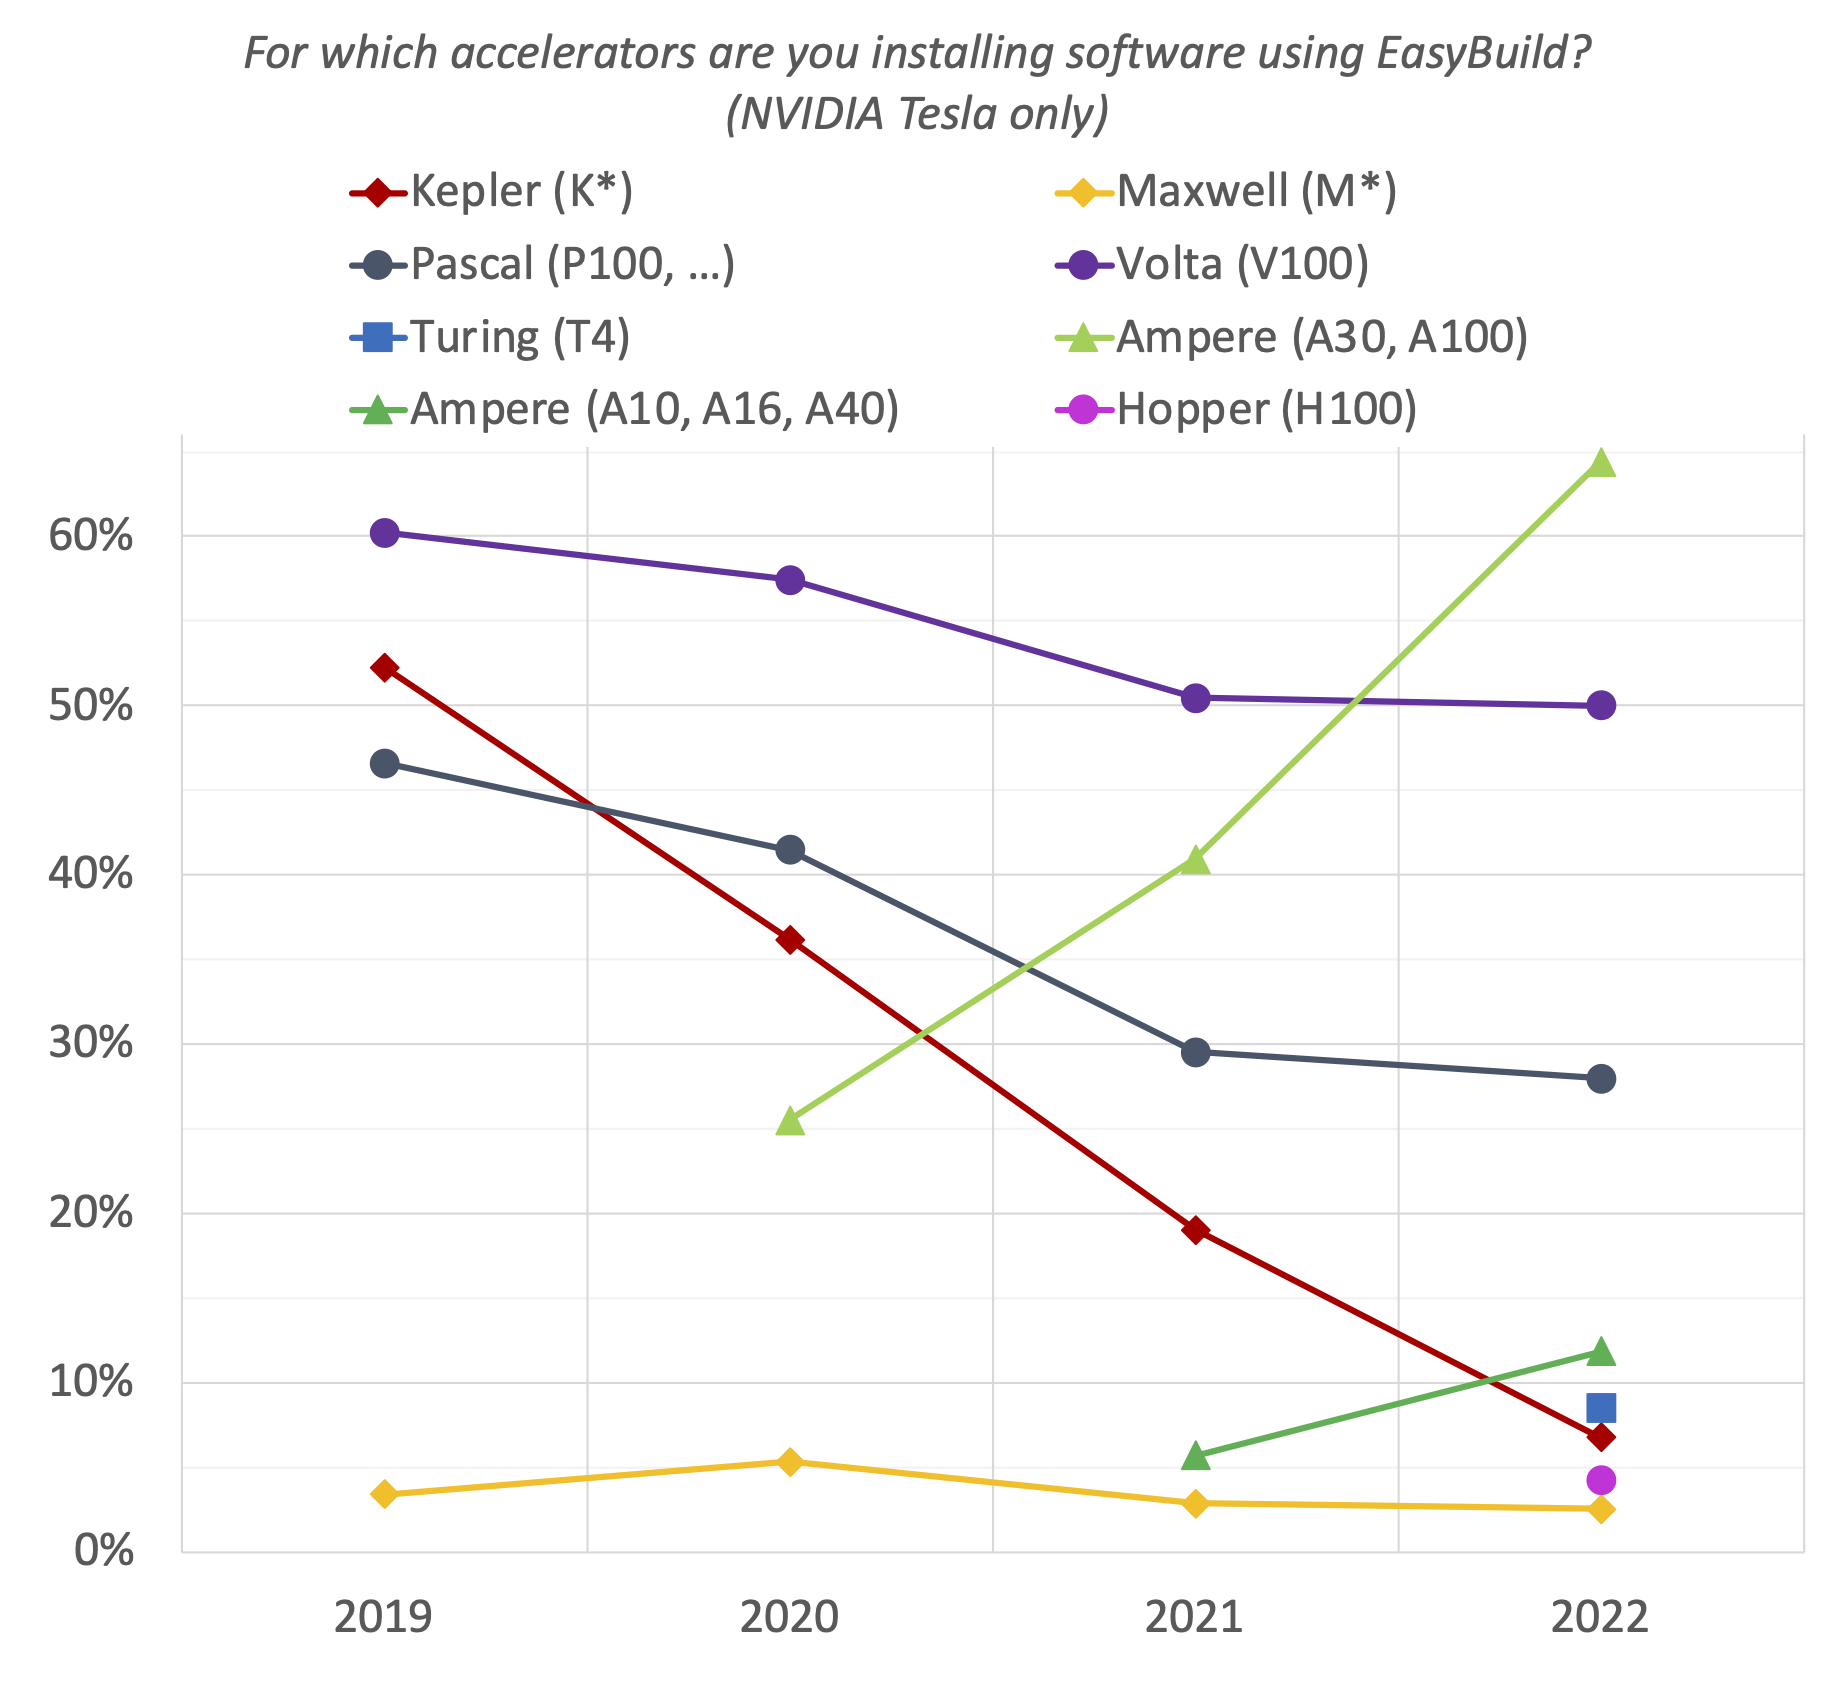 For which accelerators are you installing software using EasyBuild?
(NVIDIA Tesla only)
Kepler (K*)
Maxwell (M*)
Pascal (P100, ...)
Volta (V100)
Turing (T4)
Ampere (A30, A100)
Ampere (A10, A16, A40)
Hopper (H100)
60%
50%
40%
30%
20%
10%
0%
2019 2020 2021 2022